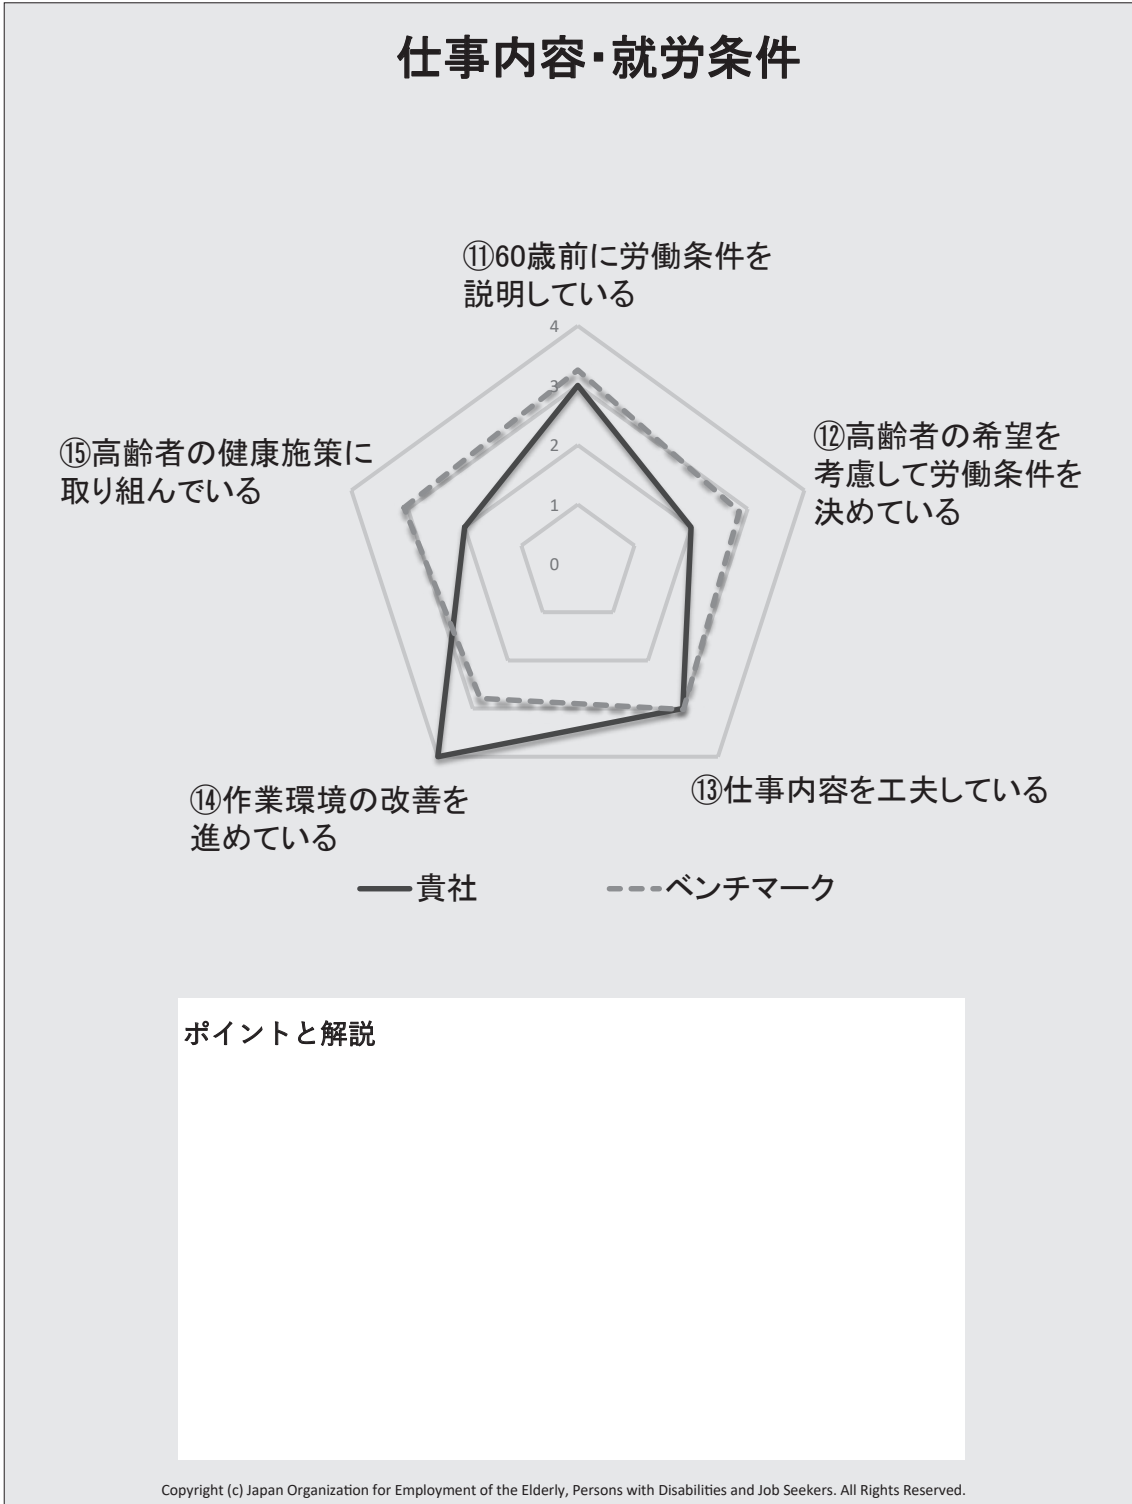 仕事内容・就労条件
⑪60歳前に労働条件を
説明している
4
3
2
1
0
⑫高齢者の希望を
考慮して労働条件を
決めている
⑬仕事内容を工夫している
⑭作業環境の改善を
進めている
⑮高齢者の健康施策に
取り組んでいる
貴社
ベンチマーク
ポイントと解説
Copyright (c) Japan Organization for Employment of the Elderly, Persons with Disabilities and Job Seekers. All Rights Reserved.